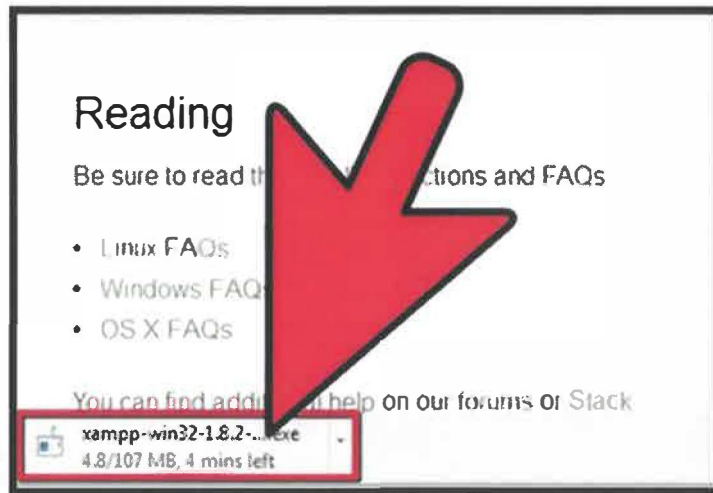 Reading
Be sure to read th ctions and FAQs
• Linux FAQs
• Windows FAQs
• OS X FAQs
You can find addi l help on our forums or Stack
xampp-win32-1.8.2-...exe
4.8/107 MB, 4 mins left